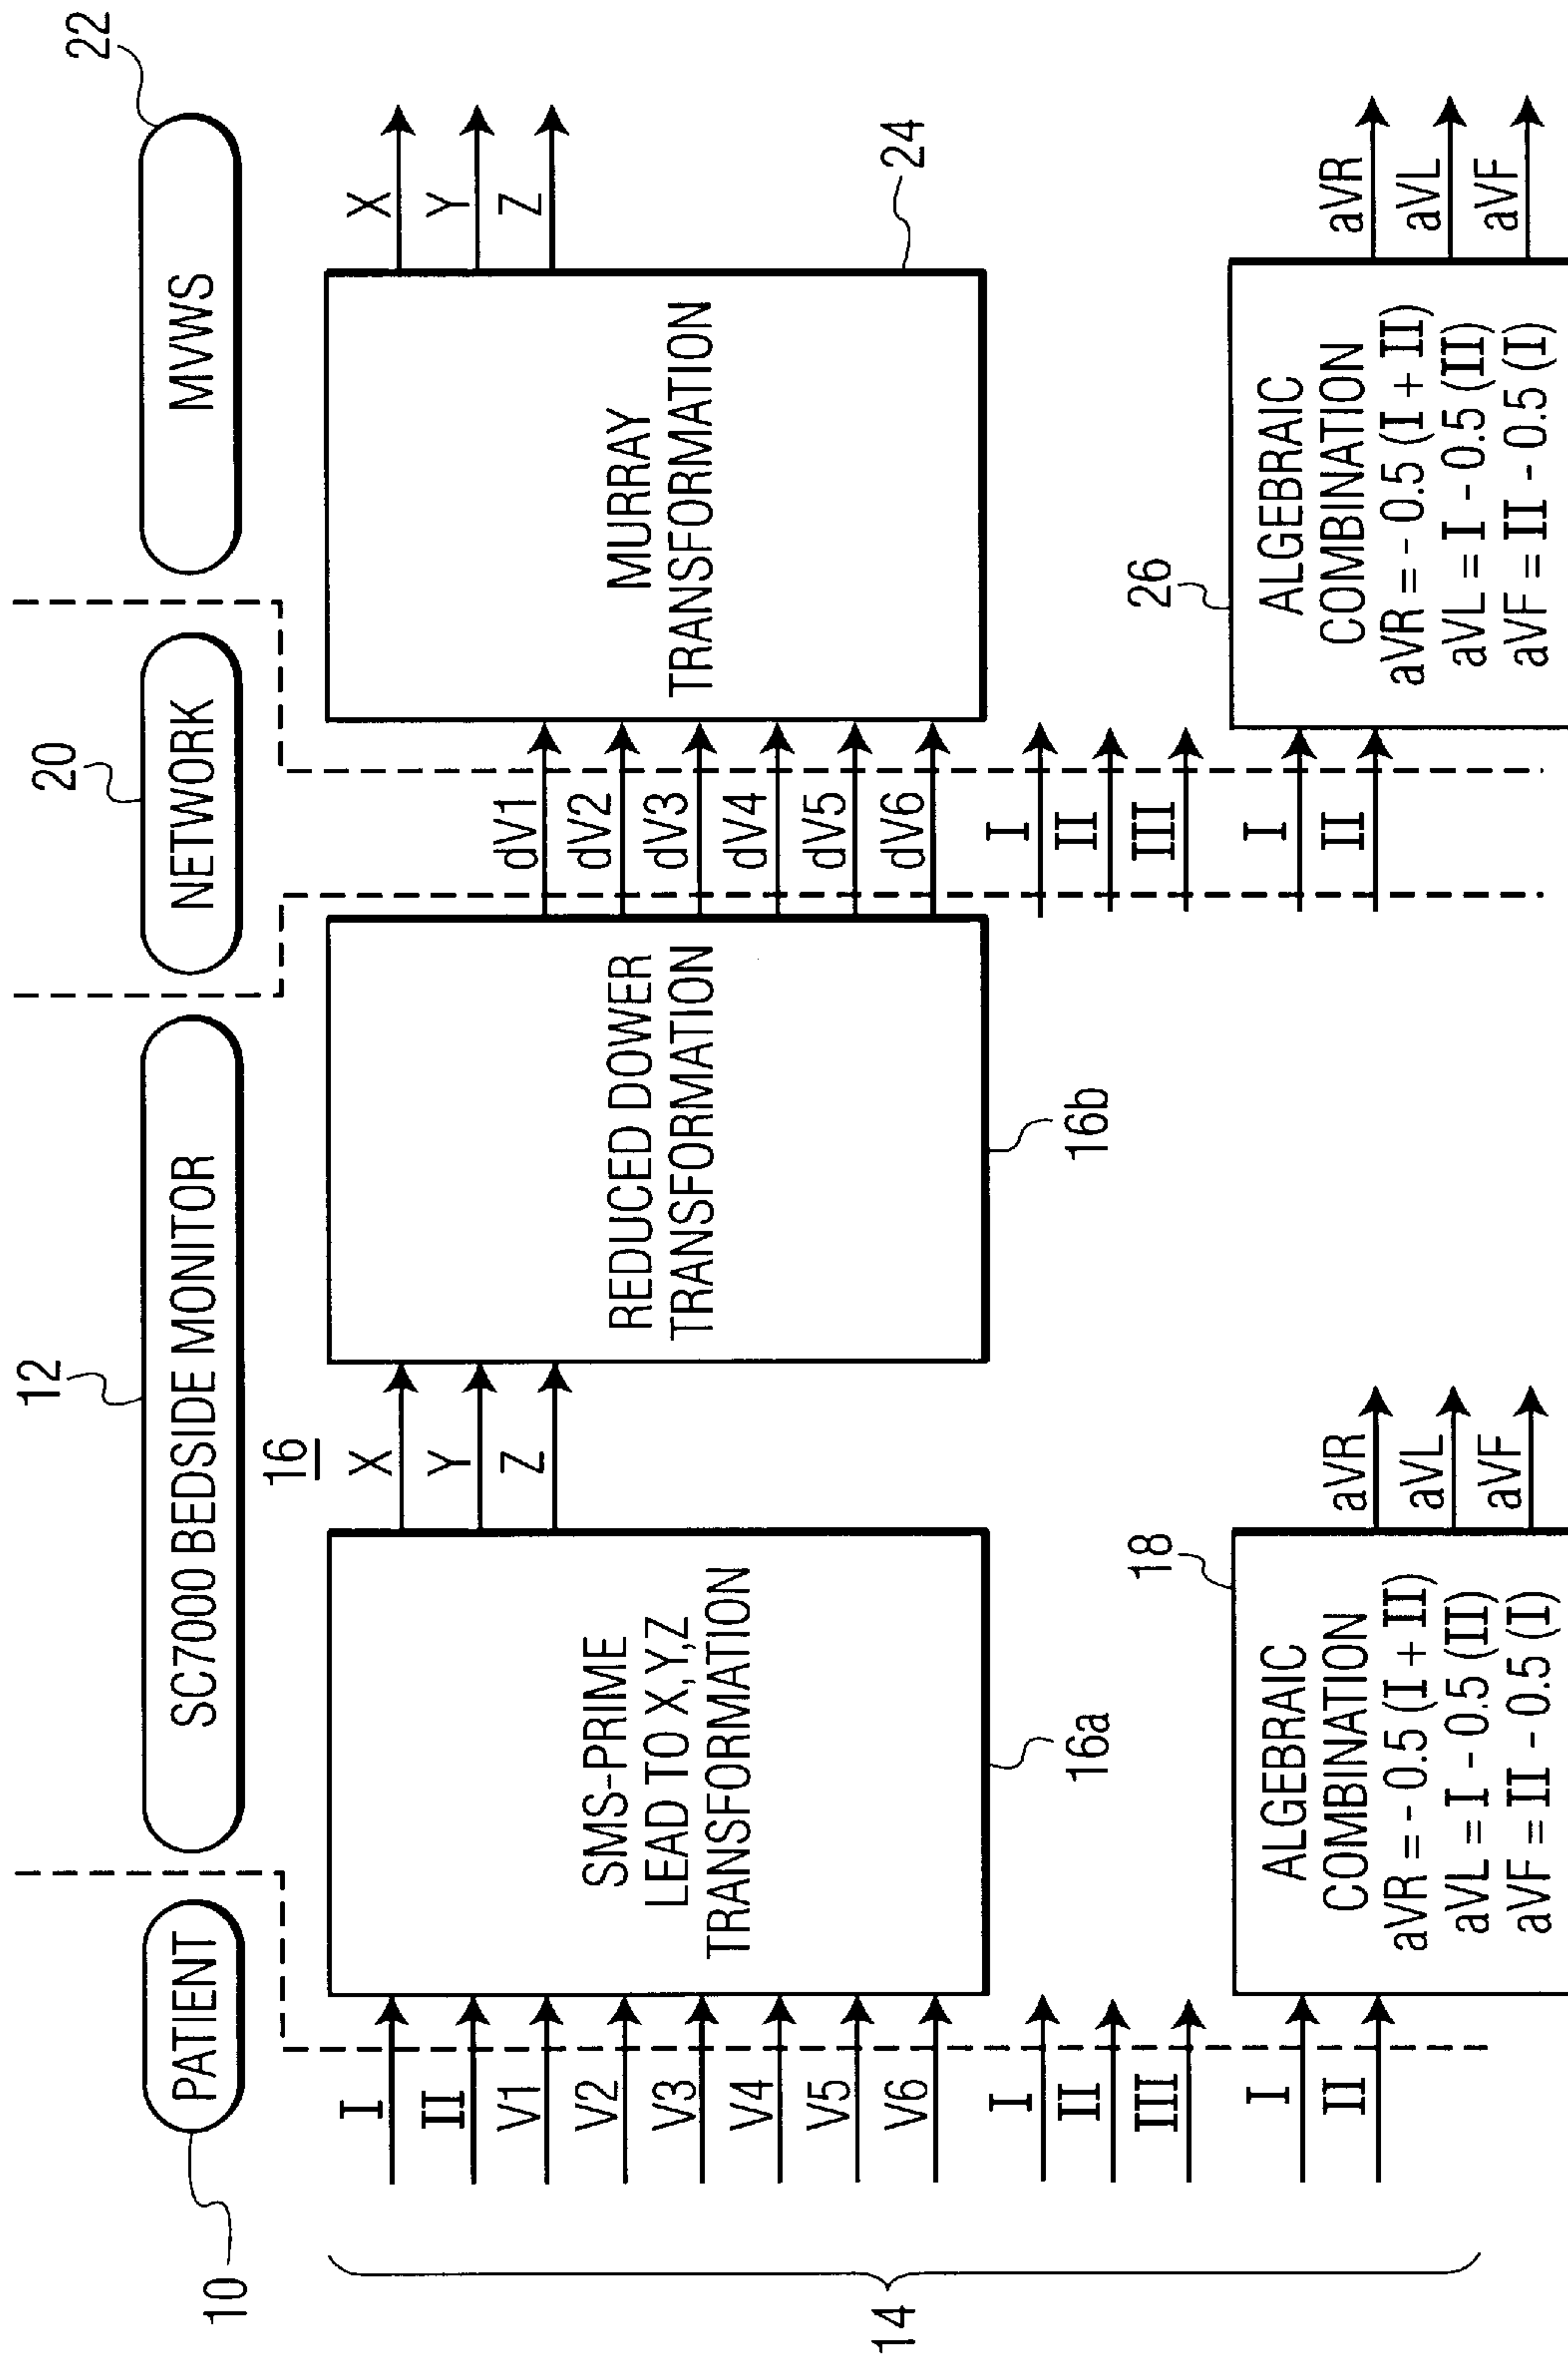 10
PATIENT
12
SC7000 BEDSIDE MONITOR
20
NETWORK
22
MVWS
14
I
II
V1
V2
V3
V4
V5
V6
I
II
III
I
II
SMS-PRIME
LEAD TO X,Y,Z
TRANSFORMATION
16a
16
X
Y
Z
REDUCED DOWER
TRANSFORMATION
16b
dV1
dV2
dV3
dV4
dV5
dV6
I
II
III
I
II
MURRAY
TRANSFORMATION
24
X
Y
Z
18
ALGEBRAIC
COMBINATION
aVR = - 0.5 (I + II)
aVL = I - 0.5 (II)
aVF = II - 0.5 (I)
aVR
aVL
aVF
26
ALGEBRAIC
COMBINATION
aVR = - 0.5 (I + II)
aVL = I - 0.5 (II)
aVF = II - 0.5 (I)
aVR
aVL
aVF